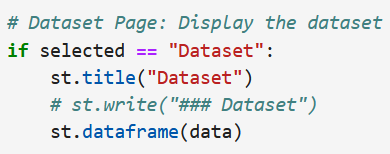 # Dataset Page: Display the dataset
if selected == "Dataset":
    st.title("Dataset")
    # st.write("### Dataset")
    st.dataframe(data)